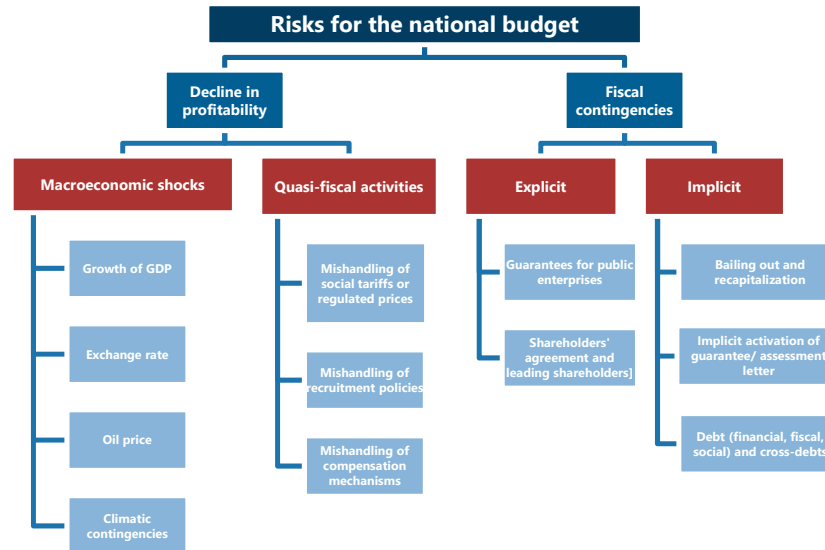 Risks for the national budget
Decline in
profitability
Fiscal
contingencies
Macroeconomic shocks
Quasi-fiscal activities
Explicit
Implicit
Growth of GDP
Exchange rate
Oil price
Climatic
contingencies
Mishandling of
social tariffs or
regulated prices
Mishandling of
recruitment policies
Mishandling of
compensation
mechanisms
Guarantees for public
enterprises
Shareholders'
agreement and
leading shareholders]
Bailing out and
recapitalization
Implicit activation of
guarantee/ assessment
letter
Debt (financial, fiscal,
social) and cross-debts